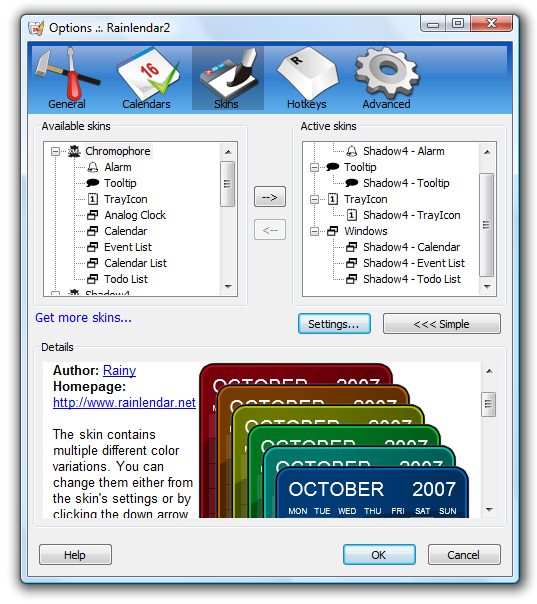 Options .:. Rainlendar2
General Calendars Skins Hotkeys Advanced
16
R
Available skins
Chromophore
Alarm
Tooltip
1 TrayIcon
Analog Clock
Calendar
Event List
Calendar List
Todo List
Shadow4
-->
<--
Active skins
Shadow4 - Alarm
Tooltip
Shadow4 - Tooltip
1 TrayIcon
1 Shadow4 - TrayIcon
Windows
Shadow4 - Calendar
Shadow4 - Event List
Shadow4 - Todo List
Get more skins...
Settings...
<<< Simple
Details
Author: Rainy
Homepage:
http://www.rainlendar.net
The skin contains
multiple different color
variations. You can
change them either from
the skin's settings or by
clicking the down arrow
OCTOBER 2007
M
OCTOBER 2007
OCTOBER 2007
OCTOBER 2007
OCTOBER 2007
OCTOBER 2007
MON TUE WED THU FRI SAT SUN
Help
OK
Cancel